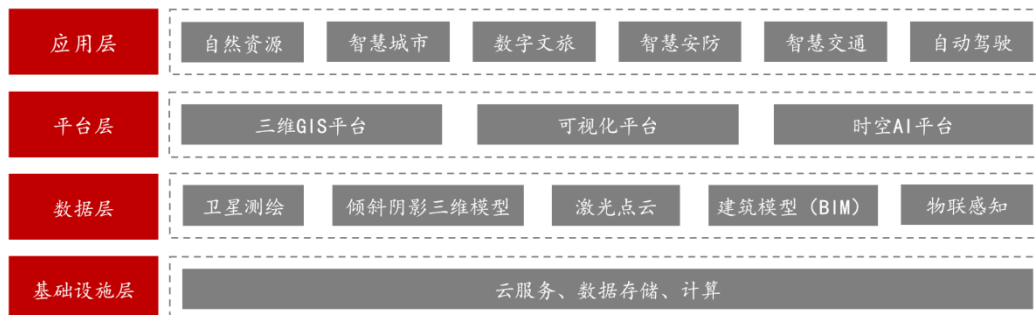 应用层
自然资源
智慧城市
数字文旅
智慧安防
智慧交通
自动驾驶
平台层
三维GIS平台
可视化平台
时空AI平台
数据层
卫星测绘
倾斜阴影三维模型
激光点云
建筑模型（BIM）
物联感知
基础设施层
云服务、数据存储、计算